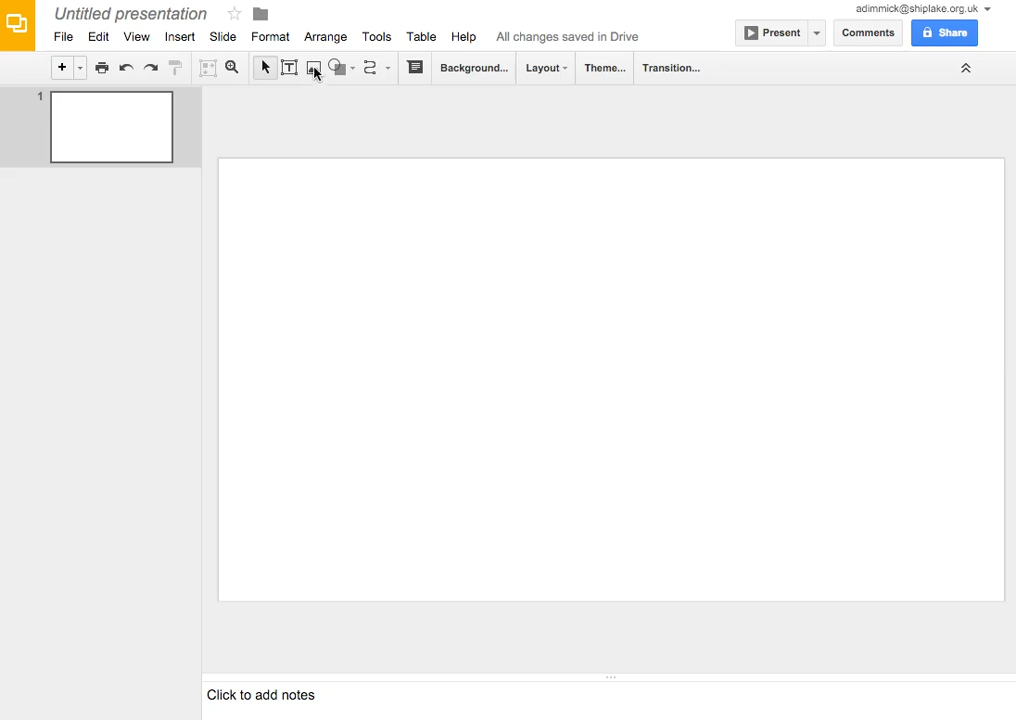 Untitled presentation
adimmick@shiplake.org.uk
File Edit View Insert Slide Format Arrange Tools Table Help All changes saved in Drive
Present Comments Share
+ T Background... Layout Theme... Transition...
1
Click to add notes